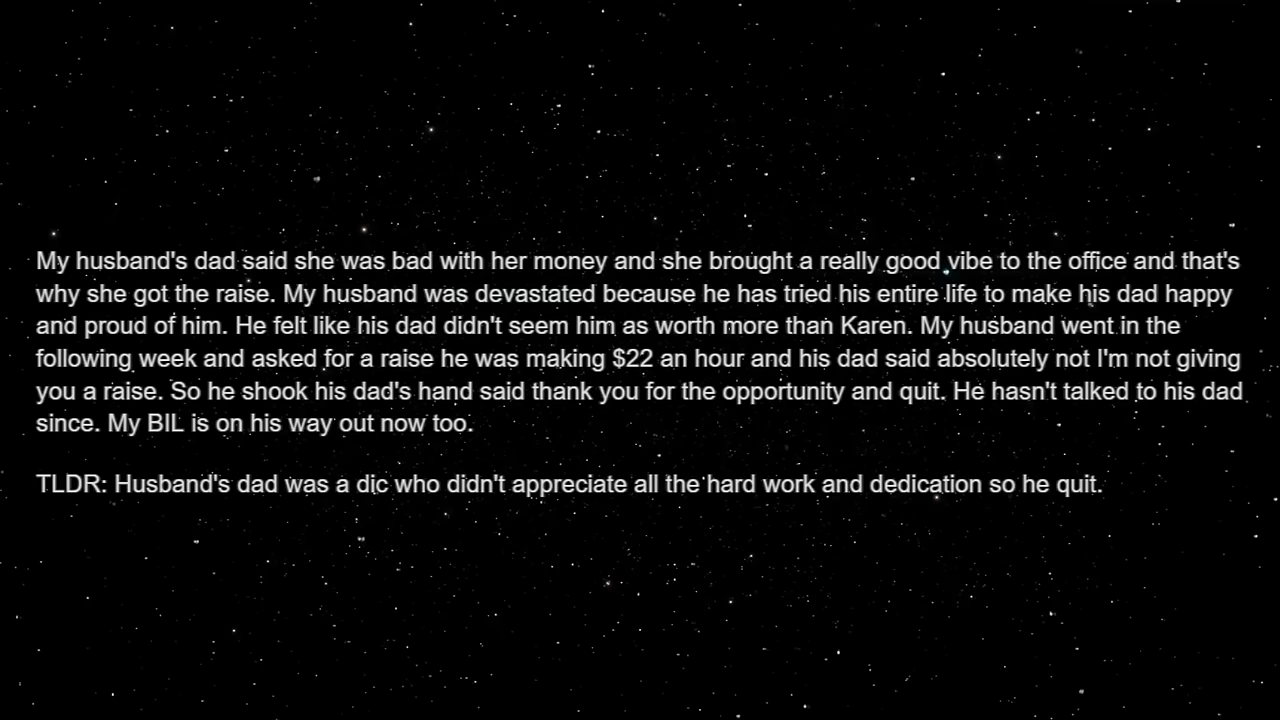 My husband's dad said she was bad with her money and she brought a really good vibe to the office and that's
why she got the raise. My husband was devastated because he has tried his entire life to make his dad happy
and proud of him. He felt like his dad didn't seem him as worth more than Karen. My husband went in the
following week and asked for a raise he was making $22 an hour and his dad said absolutely not I'm not giving
you a raise. So he shook his dad's hand said thank you for the opportunity and quit. He hasn't talked to his dad
since. My BIL is on his way out now too.
TLDR: Husband's dad was a dic who didn't appreciate all the hard work and dedication so he quit.